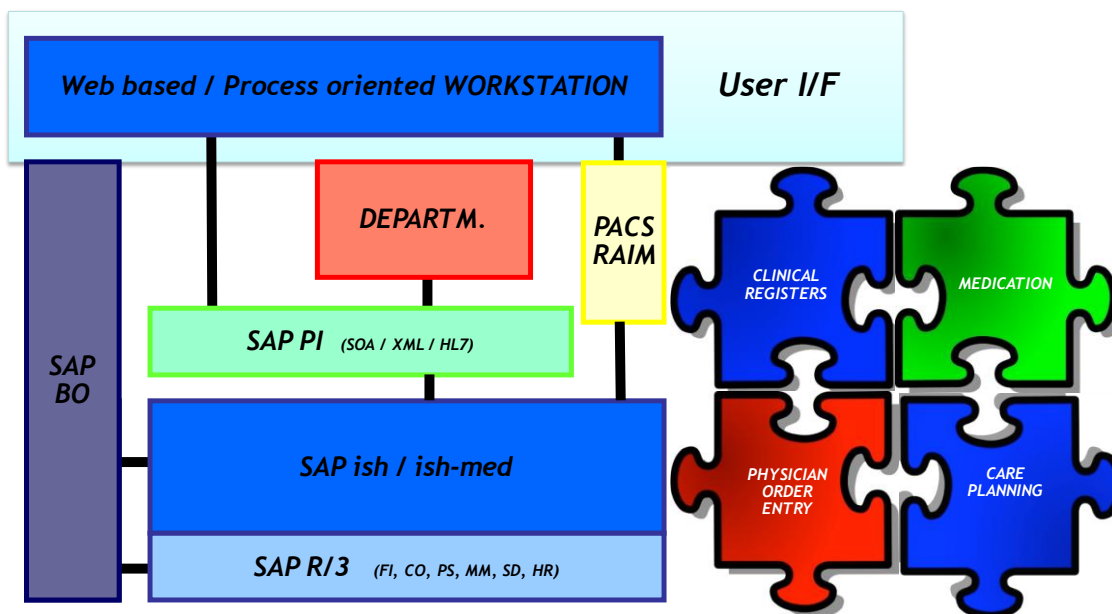 Web based / Process oriented WORKSTATION
User I/F
DEPARTM.
PACS
RAIM
SAP PI (SOA / XML / HL7)
SAP
BO
SAP ish / ish-med
SAP R/3 (FI, CO, PS, MM, SD, HR)
CLINICAL
REGISTERS
MEDICATION
PHYSICIAN
ORDER
ENTRY
CARE
PLANNING